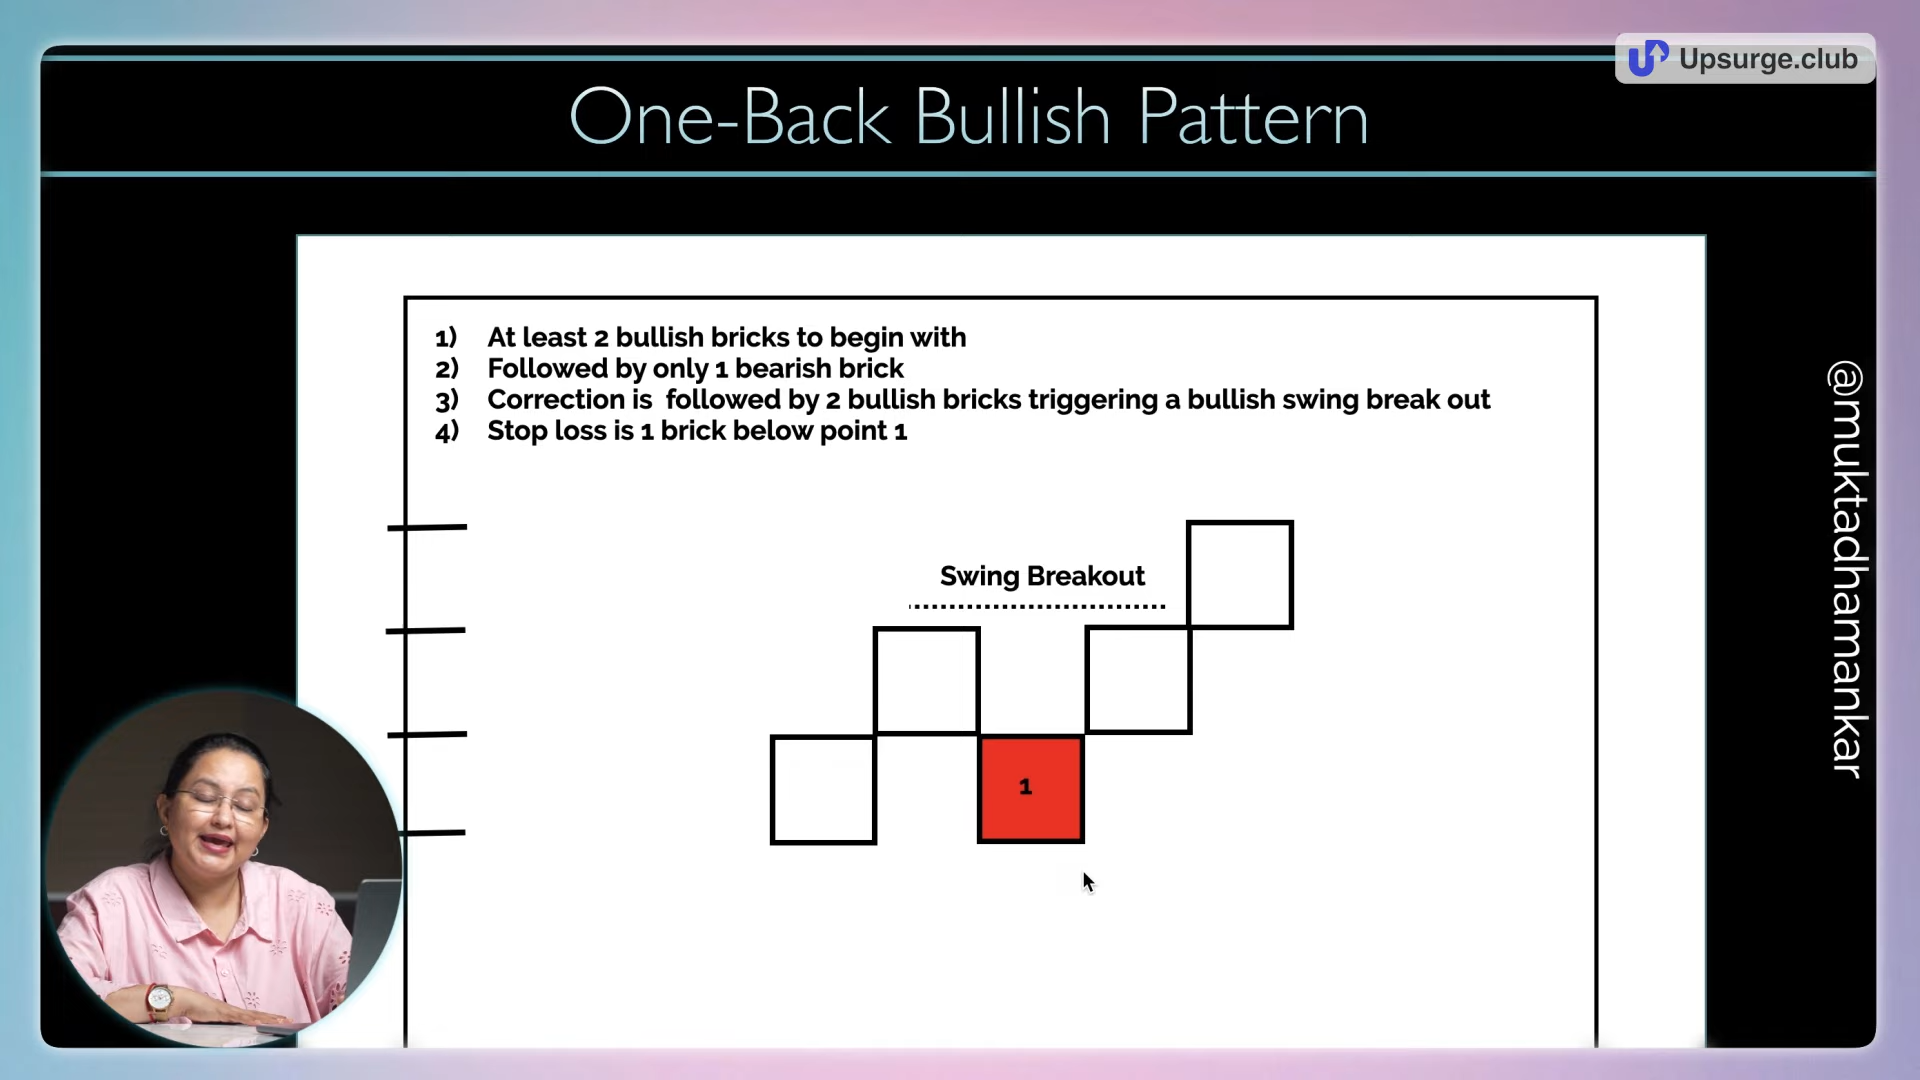 Upsurge.club
One-Back Bullish Pattern
1) At least 2 bullish bricks to begin with
2) Followed by only 1 bearish brick
3) Correction is  followed by 2 bullish bricks triggering a bullish swing break out
4) Stop loss is 1 brick below point 1
Swing Breakout
1
@muktadhamankar